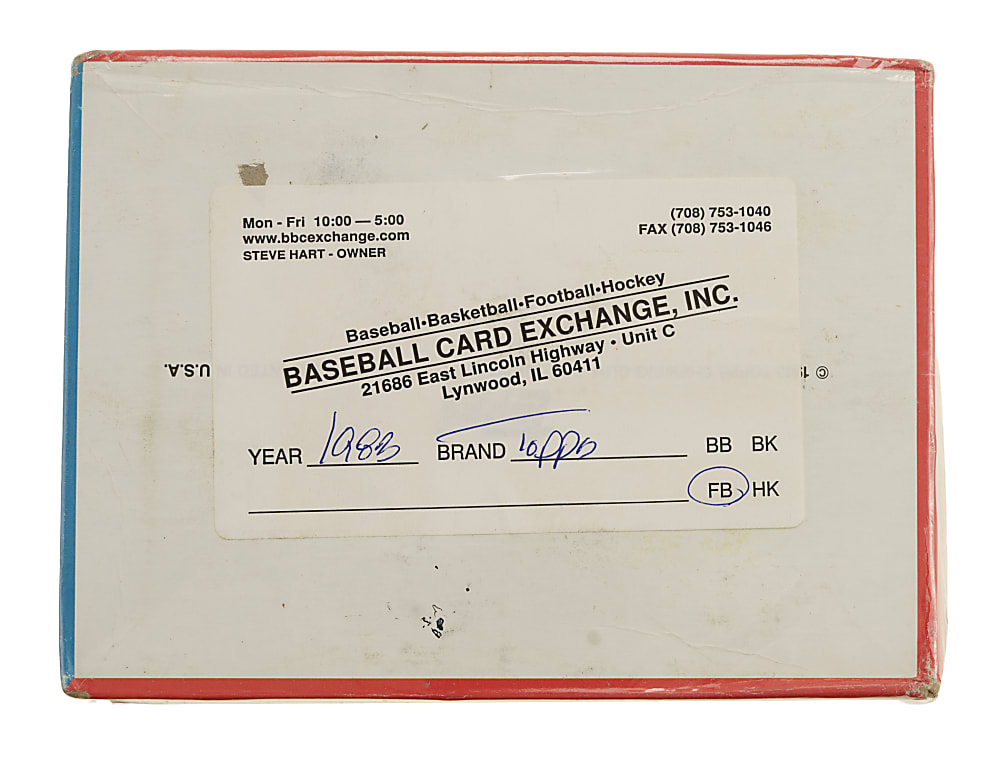 Mon - Fri 10:00 — 5:00
www.bbcexchange.com
STEVE HART - OWNER
(708) 753-1040
FAX (708) 753-1046
Baseball•Basketball•Football•Hockey
BASEBALL CARD EXCHANGE, INC.
21686 East Lincoln Highway • Unit C
Lynwood, IL 60411
U.S.A.
©
YEAR 1983 BRAND Topps BB BK
FB HK